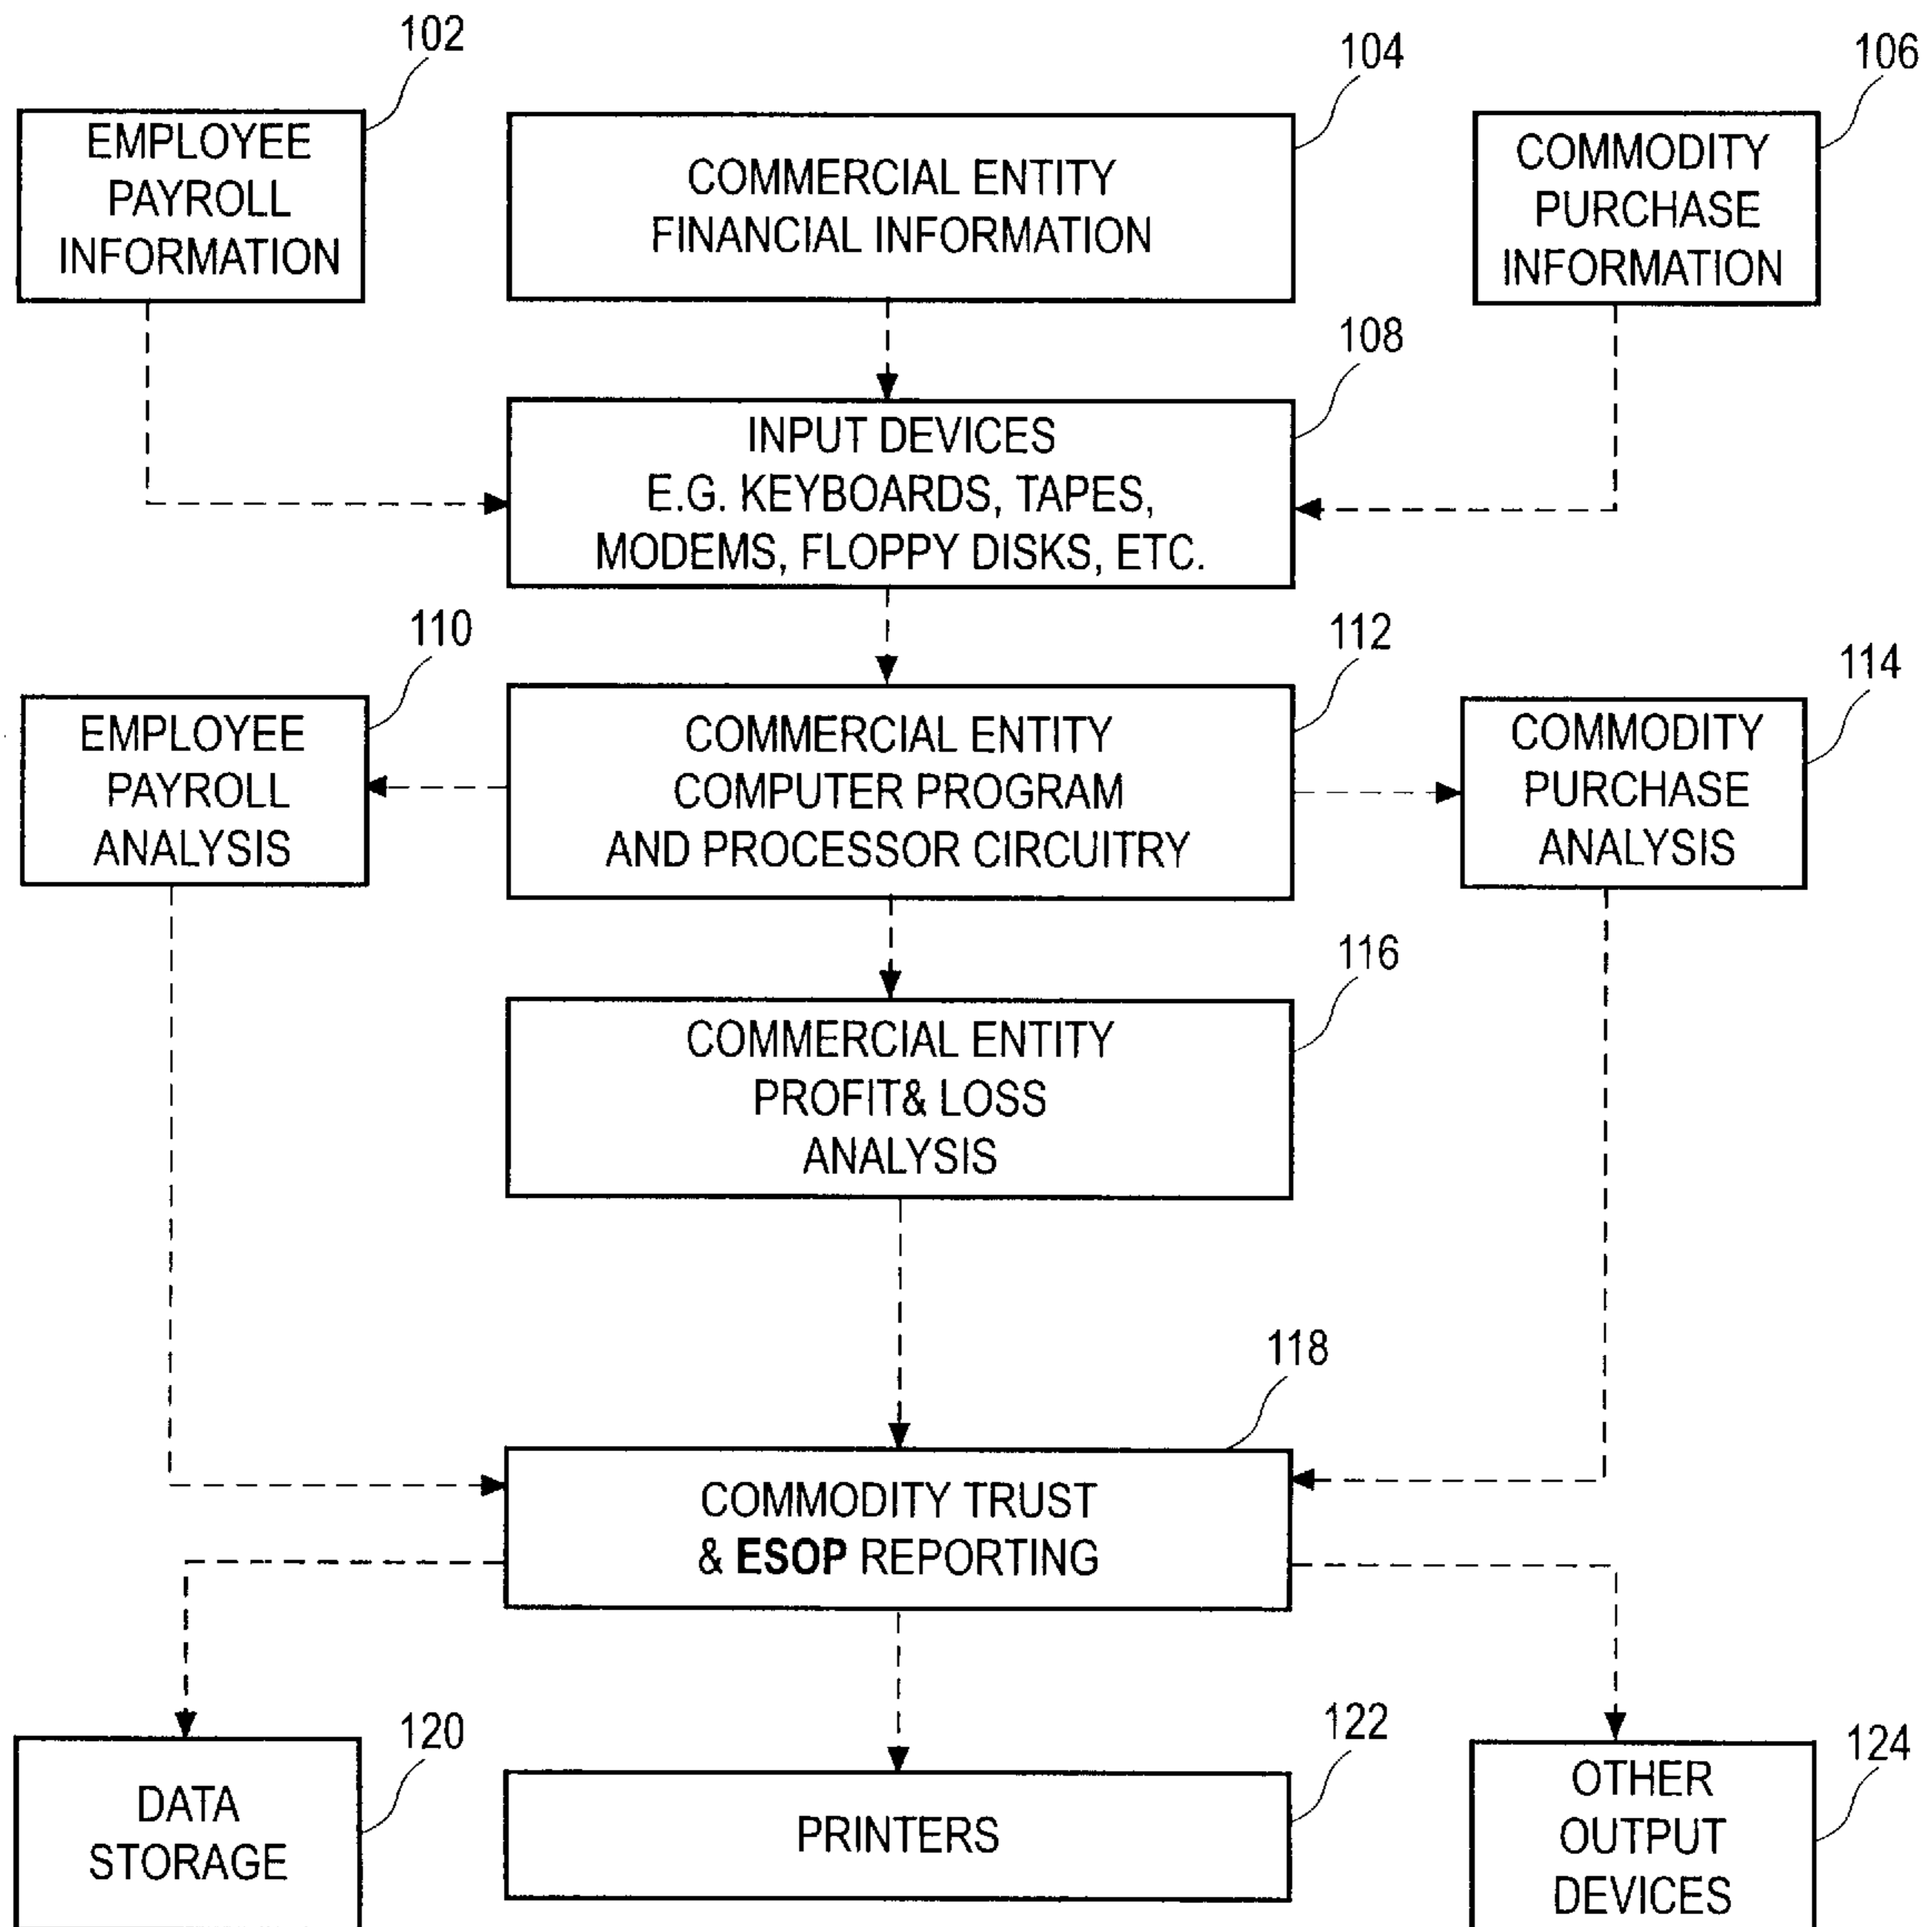 102
104
106
EMPLOYEE
PAYROLL
INFORMATION
COMMERCIAL ENTITY
FINANCIAL INFORMATION
COMMODITY
PURCHASE
INFORMATION
108
INPUT DEVICES
E.G. KEYBOARDS, TAPES,
MODEMS, FLOPPY DISKS, ETC.
110
112
114
EMPLOYEE
PAYROLL
ANALYSIS
COMMERCIAL ENTITY
COMPUTER PROGRAM
AND PROCESSOR CIRCUITRY
COMMODITY
PURCHASE
ANALYSIS
116
COMMERCIAL ENTITY
PROFIT& LOSS
ANALYSIS
118
COMMODITY TRUST
& ESOP REPORTING
120
122
124
DATA
STORAGE
PRINTERS
OTHER
OUTPUT
DEVICES